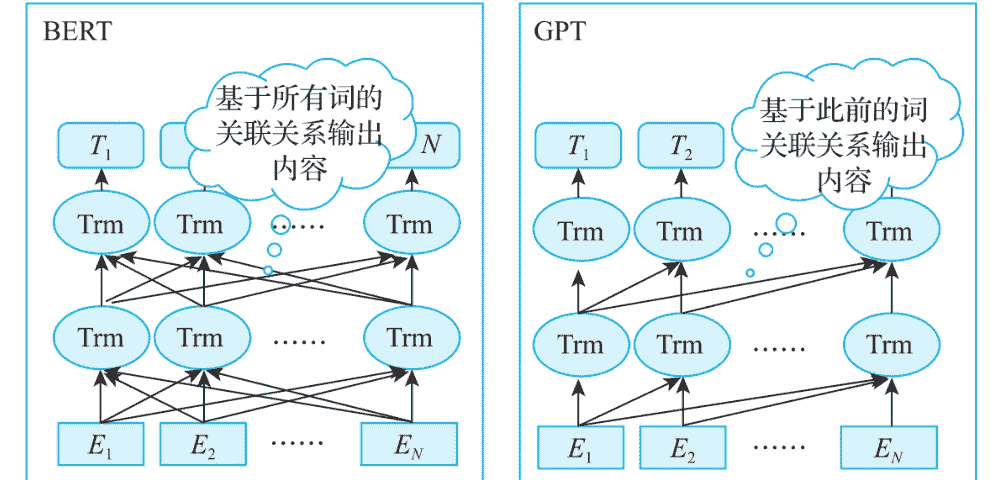 BERT
基于所有词的
关联关系输出
内容
T1 N
Trm Trm …… Trm
Trm Trm …… Trm
E1 E2 …… EN
GPT
基于此前的词
关联关系输出
内容
T1 T2
Trm Trm …… Trm
Trm Trm …… Trm
E1 E2 …… EN